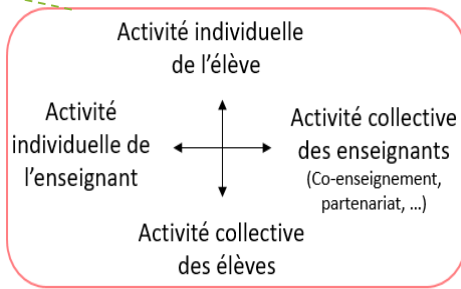 Activité individuelle
de l’élève
Activité
individuelle de
l’enseignant
Activité collective
des enseignants
(Co-enseignement,
partenariat, ...)
Activité collective
des élèves